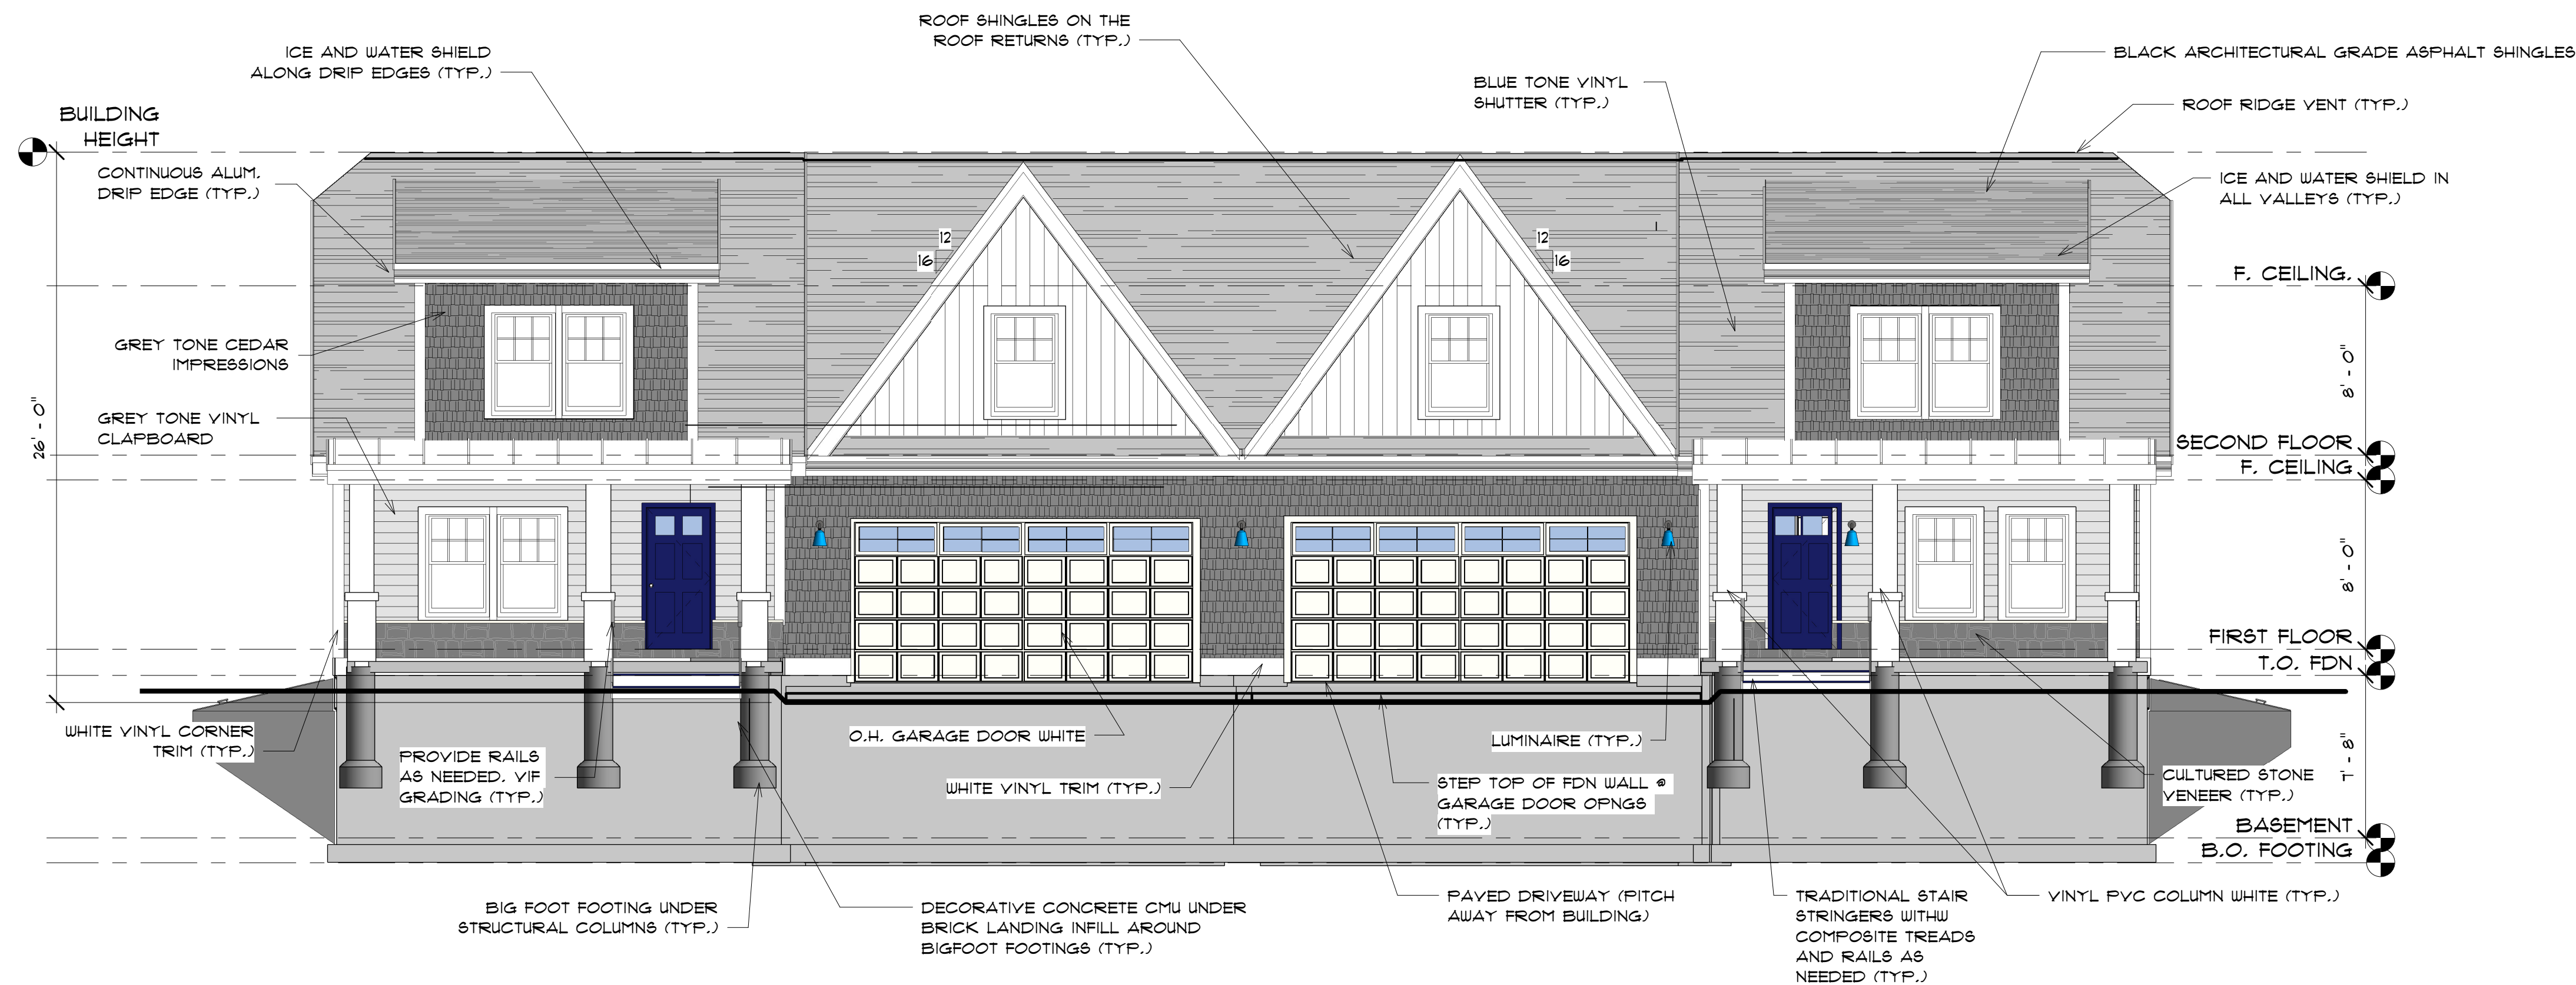 ROOF SHINGLES ON THE
ROOF RETURNS (TYP.)
ICE AND WATER SHIELD
ALONG DRIP EDGES (TYP.)
BLACK ARCHITECTURAL GRADE ASPHALT SHINGLES
BLUE TONE VINYL
SHUTTER (TYP.)
ROOF RIDGE VENT (TYP.)
BUILDING
HEIGHT
CONTINUOUS ALUM.
DRIP EDGE (TYP.)
ICE AND WATER SHIELD IN
ALL VALLEYS (TYP.)
12
16
12
16
F. CEILING.
GREY TONE CEDAR
IMPRESSIONS
8' - 0"
GREY TONE VINYL
CLAPBOARD
26' - 0"
SECOND FLOOR
F. CEILING
8' - 0"
FIRST FLOOR
T.O. FDN
WHITE VINYL CORNER
TRIM (TYP.)
PROVIDE RAILS
AS NEEDED. VIF
GRADING (TYP.)
O.H. GARAGE DOOR WHITE
WHITE VINYL TRIM (TYP.)
LUMINAIRE (TYP.)
STEP TOP OF FDN WALL @
GARAGE DOOR OPNGS
(TYP.)
CULTURED STONE
VENEER (TYP.)
7' - 8"
BASEMENT
B.O. FOOTING
BIG FOOT FOOTING UNDER
STRUCTURAL COLUMNS (TYP.)
DECORATIVE CONCRETE CMU UNDER
BRICK LANDING INFILL AROUND
BIGFOOT FOOTINGS (TYP.)
PAVED DRIVEWAY (PITCH
AWAY FROM BUILDING)
TRADITIONAL STAIR
STRINGERS WITHW
COMPOSITE TREADS
AND RAILS AS
NEEDED (TYP.)
VINYL PVC COLUMN WHITE (TYP.)